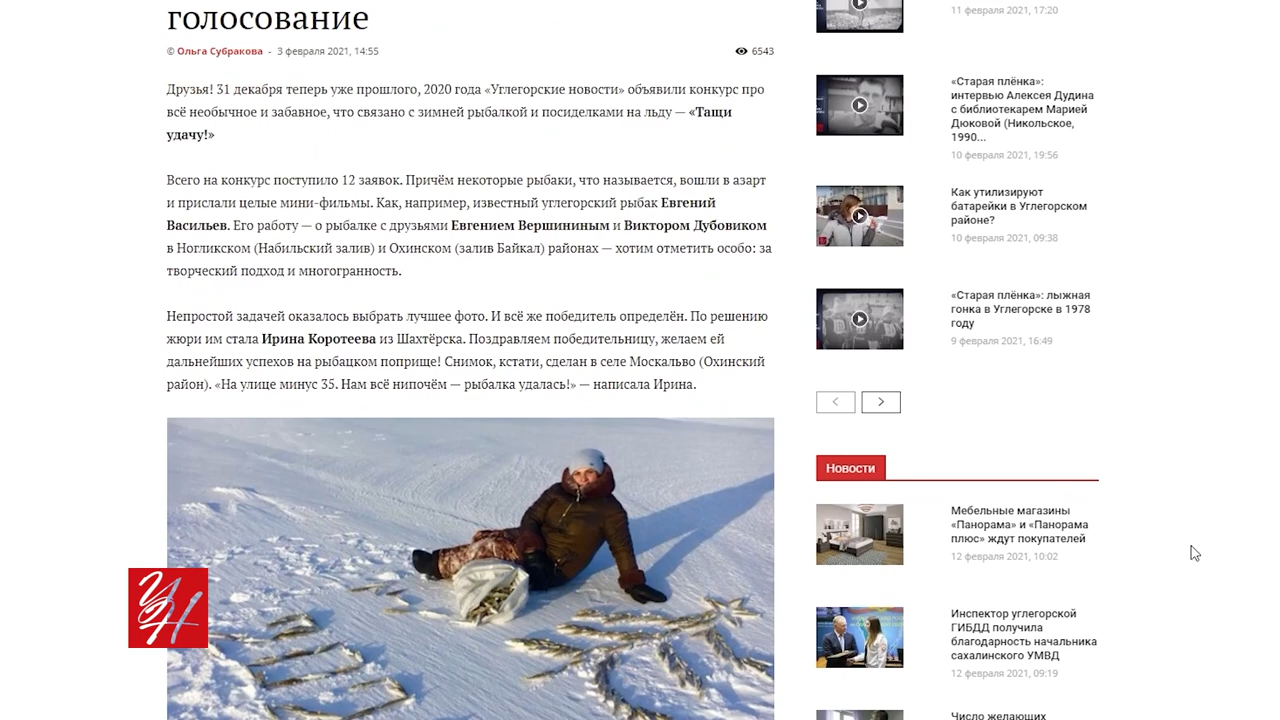 голосование
© Ольга Субракова - 3 февраля 2021, 14:55
6543
Друзья! 31 декабря теперь уже прошлого, 2020 года «Углегорские новости» объявили конкурс про
всё необычное и забавное, что связано с зимней рыбалкой и посиделками на льду — «Тащи
удачу!»
Всего на конкурс поступило 12 заявок. Причём некоторые рыбаки, что называется, вошли в азарт
и прислали целые мини-фильмы. Как, например, известный углегорский рыбак Евгений
Васильев. Его работу — о рыбалке с друзьями Евгением Вершининым и Виктором Дубовиком
в Ногликском (Набильский залив) и Охинском (залив Байкал) районах — хотим отметить особо: за
творческий подход и многогранность.
Непростой задачей оказалось выбрать лучшее фото. И всё же победитель определён. По решению
жюри им стала Ирина Коротеева из Шахтёрска. Поздравляем победительницу, желаем ей
дальнейших успехов на рыбацком поприще! Снимок, кстати, сделан в селе Москальво (Охинский
район). «На улице минус 35. Нам всё нипочём — рыбалка удалась!» — написала Ирина.
УН
11 февраля 2021, 17:20
«Старая плёнка»:
интервью Алексея Дудина
с библиотекарем Марией
Дюковой (Никольское,
1990...
10 февраля 2021, 19:56
Как утилизируют
батарейки в Углегорском
районе?
10 февраля 2021, 09:38
«Старая плёнка»: лыжная
гонка в Углегорске в 1978
году
9 февраля 2021, 16:49
Новости
Мебельные магазины
«Панорама» и «Панорама
плюс» ждут покупателей
12 февраля 2021, 10:02
Инспектор углегорской
ГИБДД получила
благодарность начальника
сахалинского УМВД
12 февраля 2021, 09:19
Число желающих